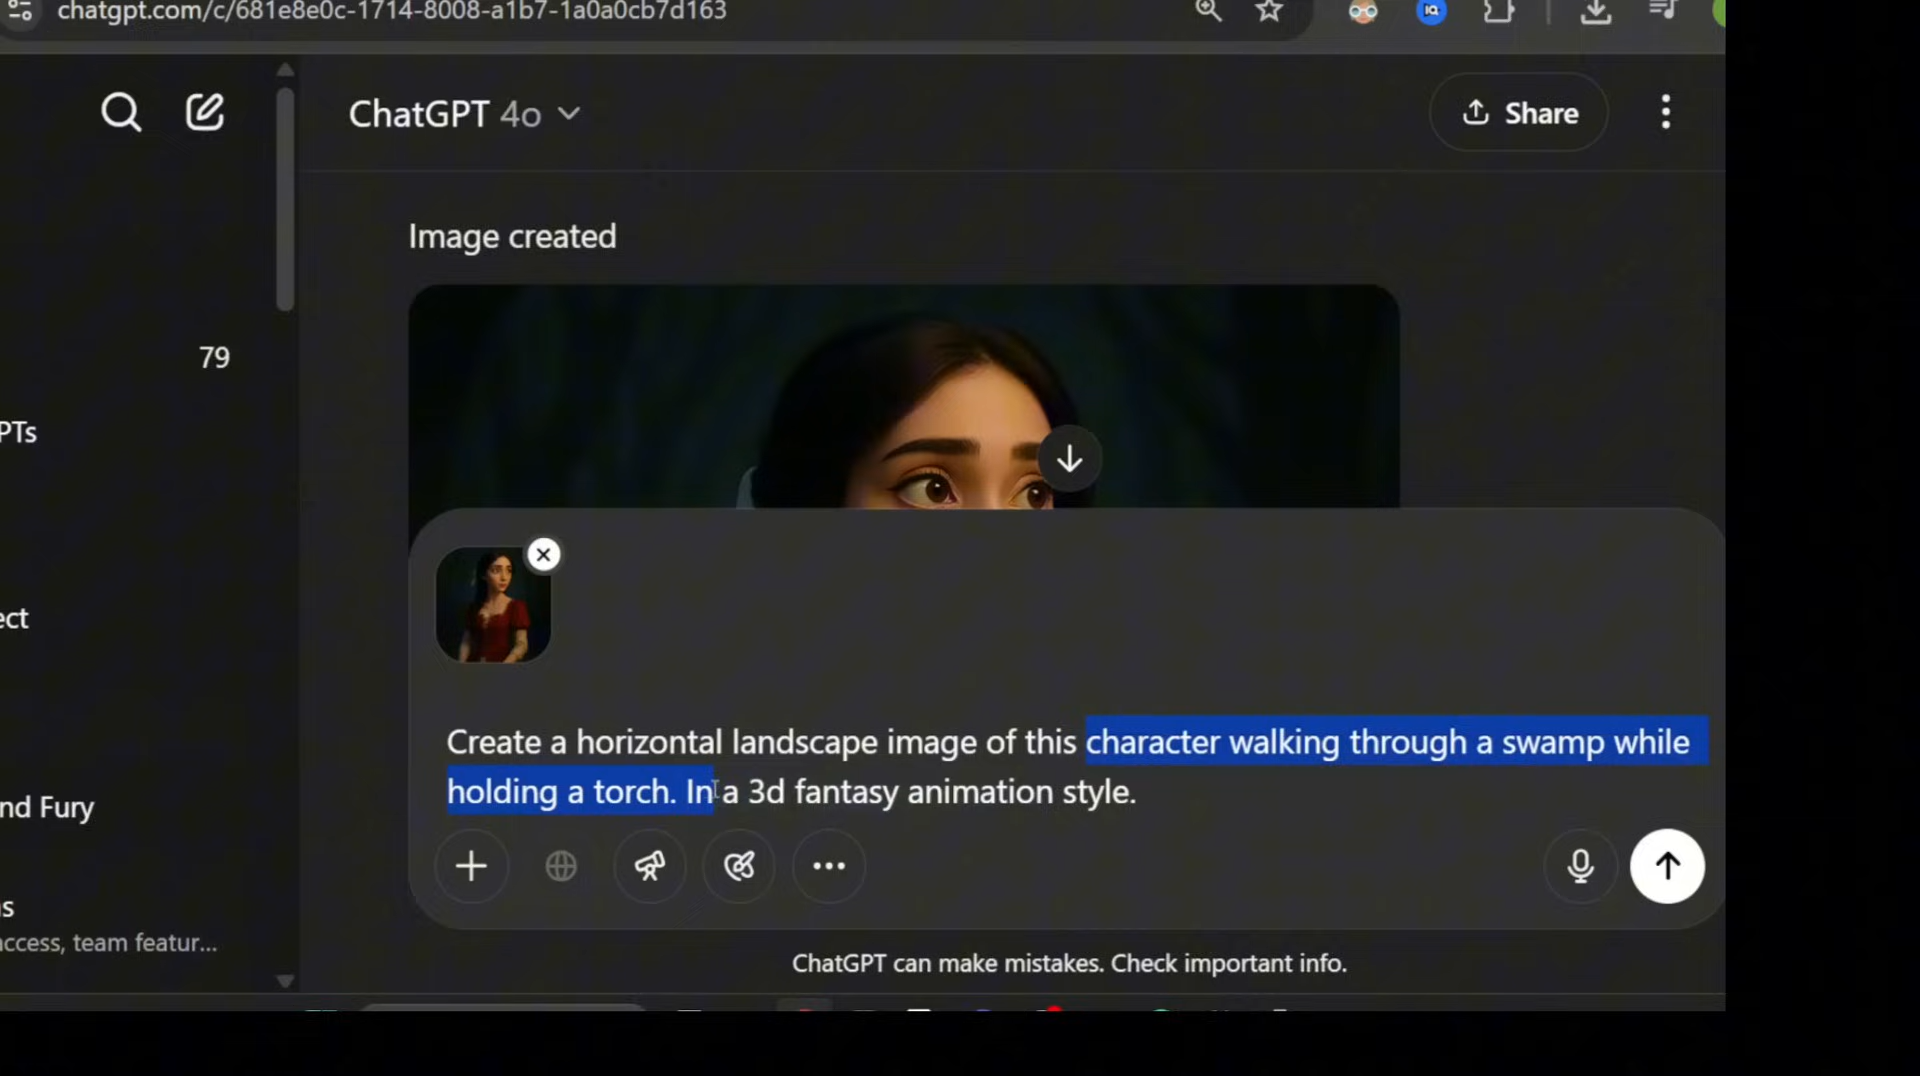 chatgpt.com/c/681e8e0c-1714-8008-a1b7-1a0a0cb7d163
ChatGPT 4o
Share
Image created
79
PTs
ect
nd Fury
s
access, team featur...
Create a horizontal landscape image of this character walking through a swamp while
holding a torch. In a 3d fantasy animation style.
ChatGPT can make mistakes. Check important info.